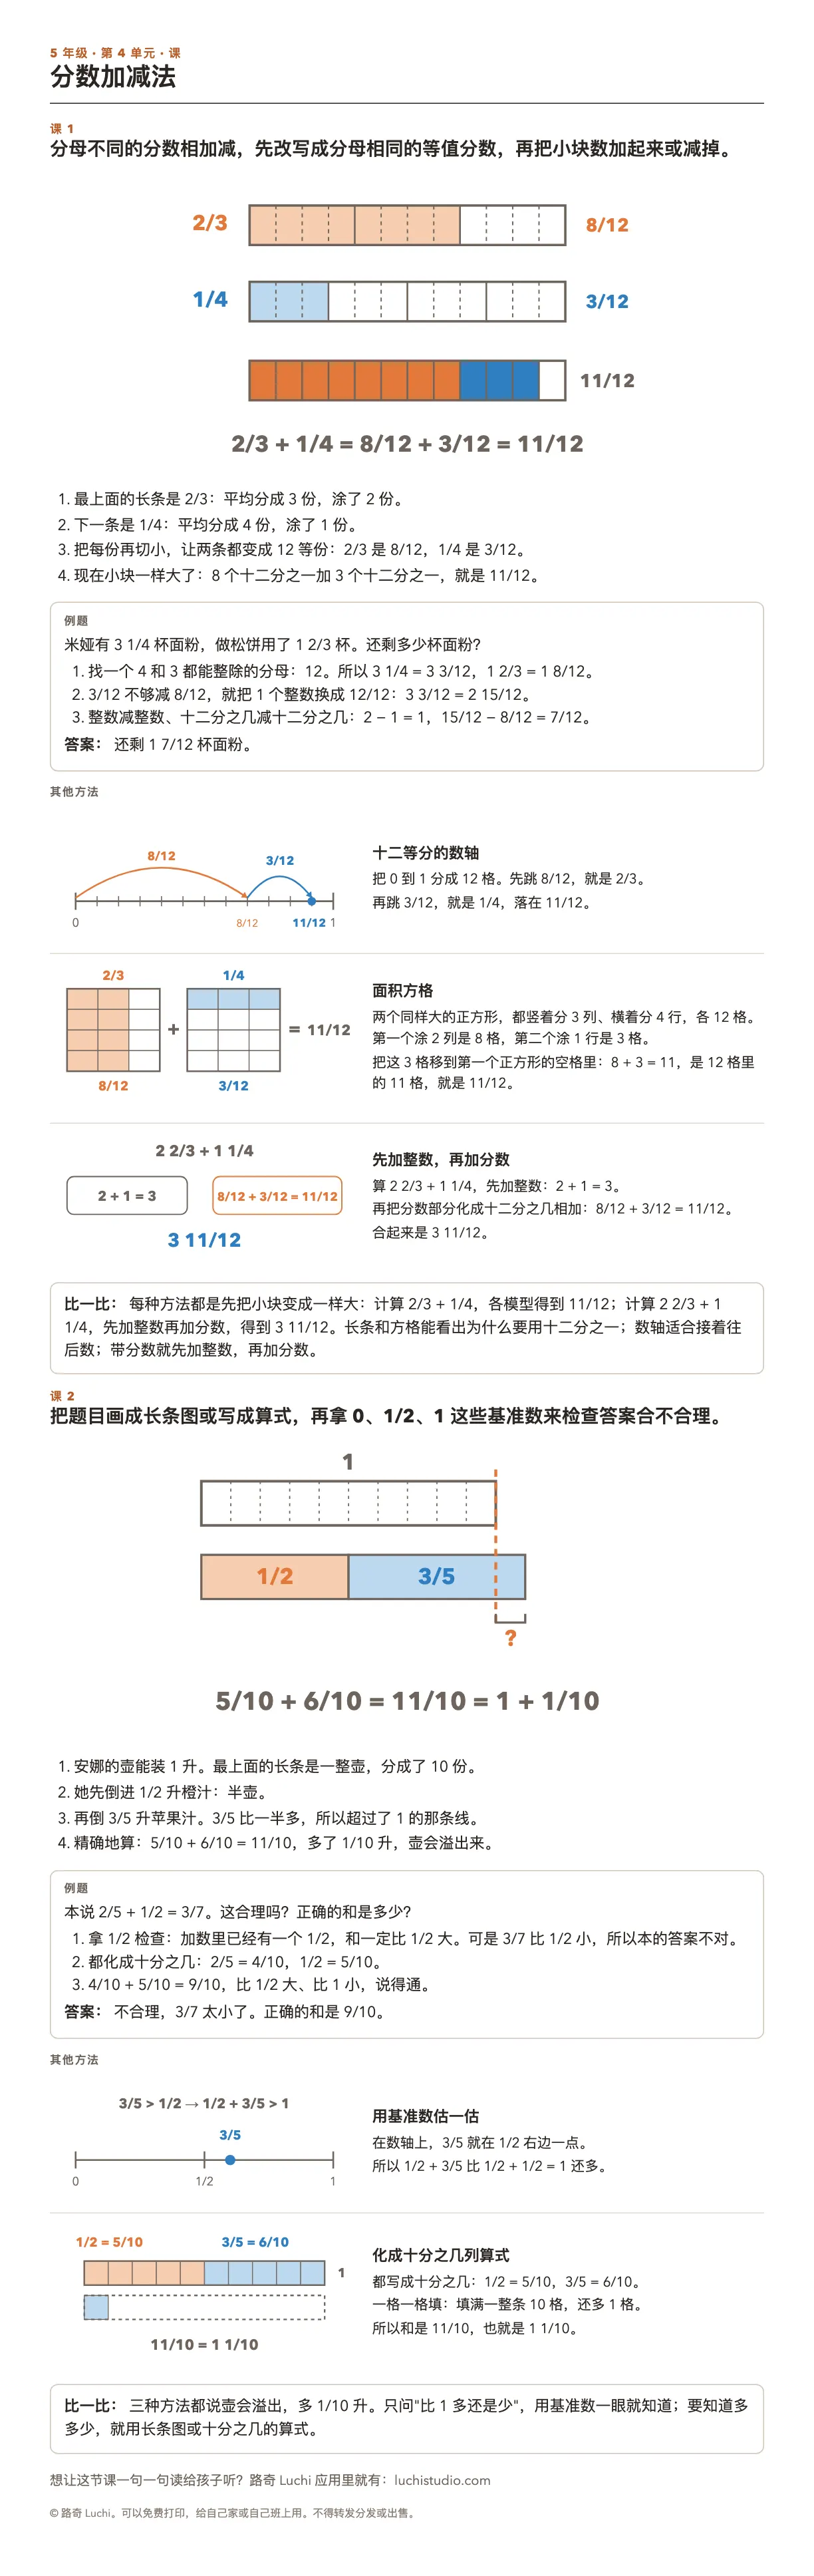 5 年级 · 第 4 单元 · 课
分数加减法
课 1
分母不同的分数相加减，先改写成分母相同的等值分数，再把小块数加起来或减掉。
2/3
8/12
1/4
3/12
11/12
2/3 + 1/4 = 8/12 + 3/12 = 11/12
1. 最上面的长条是 2/3：平均分成 3 份，涂了 2 份。
2. 下一条是 1/4：平均分成 4 份，涂了 1 份。
3. 把每份再切小，让两条都变成 12 等份：2/3 是 8/12，1/4 是 3/12。
4. 现在小块一样大了：8 个十二分之一加 3 个十二分之一，就是 11/12。
例题
米娅有 3 1/4 杯面粉，做松饼用了 1 2/3 杯。还剩多少杯面粉？
1. 找一个 4 和 3 都能整除的分母：12。所以 3 1/4 = 3 3/12，1 2/3 = 1 8/12。
2. 3/12 不够减 8/12，就把 1 个整数换成 12/12：3 3/12 = 2 15/12。
3. 整数减整数、十二分之几减十二分之几：2 − 1 = 1，15/12 − 8/12 = 7/12。
答案： 还剩 1 7/12 杯面粉。
其他方法
8/12
3/12
0
8/12
11/12
1
十二等分的数轴
把 0 到 1 分成 12 格。先跳 8/12，就是 2/3。
再跳 3/12，就是 1/4，落在 11/12。
2/3
1/4
+
= 11/12
8/12
3/12
面积方格
两个同样大的正方形，都竖着分 3 列、横着分 4 行，各 12 格。
第一个涂 2 列是 8 格，第二个涂 1 行是 3 格。
把这 3 格移到第一个正方形的空格里：8 + 3 = 11，是 12 格里
的 11 格，就是 11/12。
2 2/3 + 1 1/4
2 + 1 = 3
8/12 + 3/12 = 11/12
3 11/12
先加整数，再加分数
算 2 2/3 + 1 1/4，先加整数：2 + 1 = 3。
再把分数部分化成十二分之几相加：8/12 + 3/12 = 11/12。
合起来是 3 11/12。
比一比： 每种方法都是先把小块变成一样大：计算 2/3 + 1/4，各模型得到 11/12；计算 2 2/3 + 1
1/4，先加整数再加分数，得到 3 11/12。长条和方格能看出为什么要用十二分之一；数轴适合接着往
后数；带分数就先加整数，再加分数。
课 2
把题目画成长条图或写成算式，再拿 0、1/2、1 这些基准数来检查答案合不合理。
1
1/2
3/5
?
5/10 + 6/10 = 11/10 = 1 + 1/10
1. 安娜的壶能装 1 升。最上面的长条是一整壶，分成了 10 份。
2. 她先倒进 1/2 升橙汁：半壶。
3. 再倒 3/5 升苹果汁。3/5 比一半多，所以超过了 1 的那条线。
4. 精确地算：5/10 + 6/10 = 11/10，多了 1/10 升，壶会溢出来。
例题
本说 2/5 + 1/2 = 3/7。这合理吗？正确的和是多少？
1. 拿 1/2 检查：加数里已经有一个 1/2，和一定比 1/2 大。可是 3/7 比 1/2 小，所以本的答案不对。
2. 都化成十分之几：2/5 = 4/10，1/2 = 5/10。
3. 4/10 + 5/10 = 9/10，比 1/2 大、比 1 小，说得通。
答案： 不合理，3/7 太小了。正确的和是 9/10。
其他方法
3/5 > 1/2 → 1/2 + 3/5 > 1
3/5
0
1/2
1
用基准数估一估
在数轴上，3/5 就在 1/2 右边一点。
所以 1/2 + 3/5 比 1/2 + 1/2 = 1 还多。
1/2 = 5/10
3/5 = 6/10
1
11/10 = 1 1/10
化成十分之几列算式
都写成十分之几：1/2 = 5/10，3/5 = 6/10。
一格一格填：填满一整条 10 格，还多 1 格。
所以和是 11/10，也就是 1 1/10。
比一比： 三种方法都说壶会溢出，多 1/10 升。只问"比 1 多还是少"，用基准数一眼就知道；要知道多
多少，就用长条图或十分之几的算式。
想让这节课一句一句读给孩子听？路奇 Luchi 应用里就有：luchistudio.com
© 路奇 Luchi。可以免费打印，给自己家或自己班上用。不得转发分发或出售。